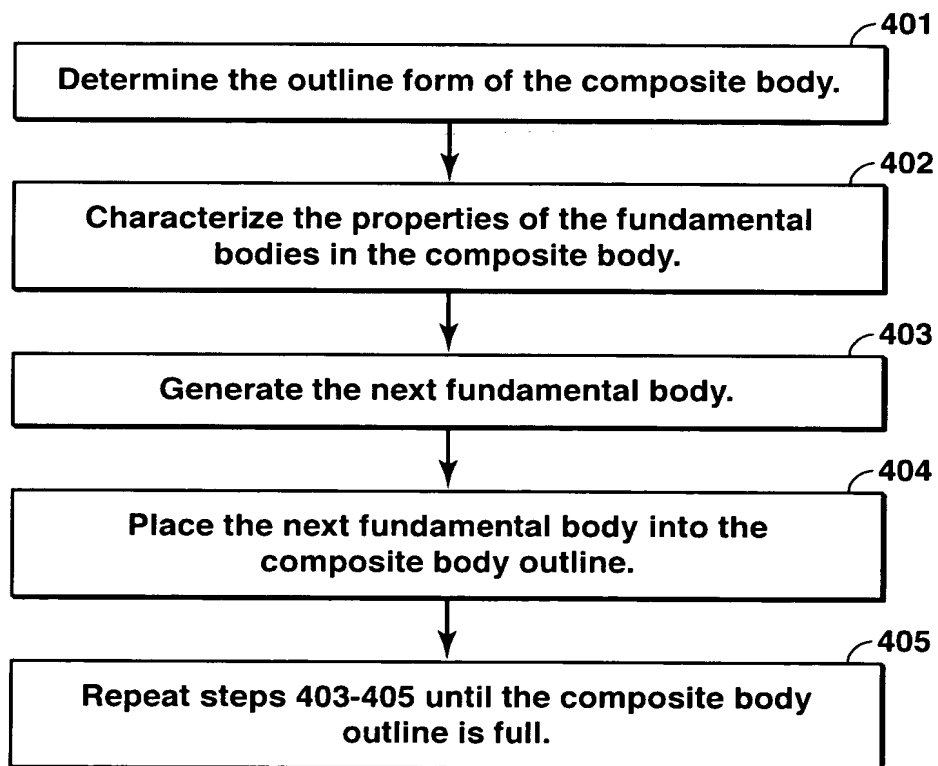 401
Determine the outline form of the composite body.
402
Characterize the properties of the fundamental
bodies in the composite body.
403
Generate the next fundamental body.
404
Place the next fundamental body into the
composite body outline.
405
Repeat steps 403-405 until the composite body
outline is full.